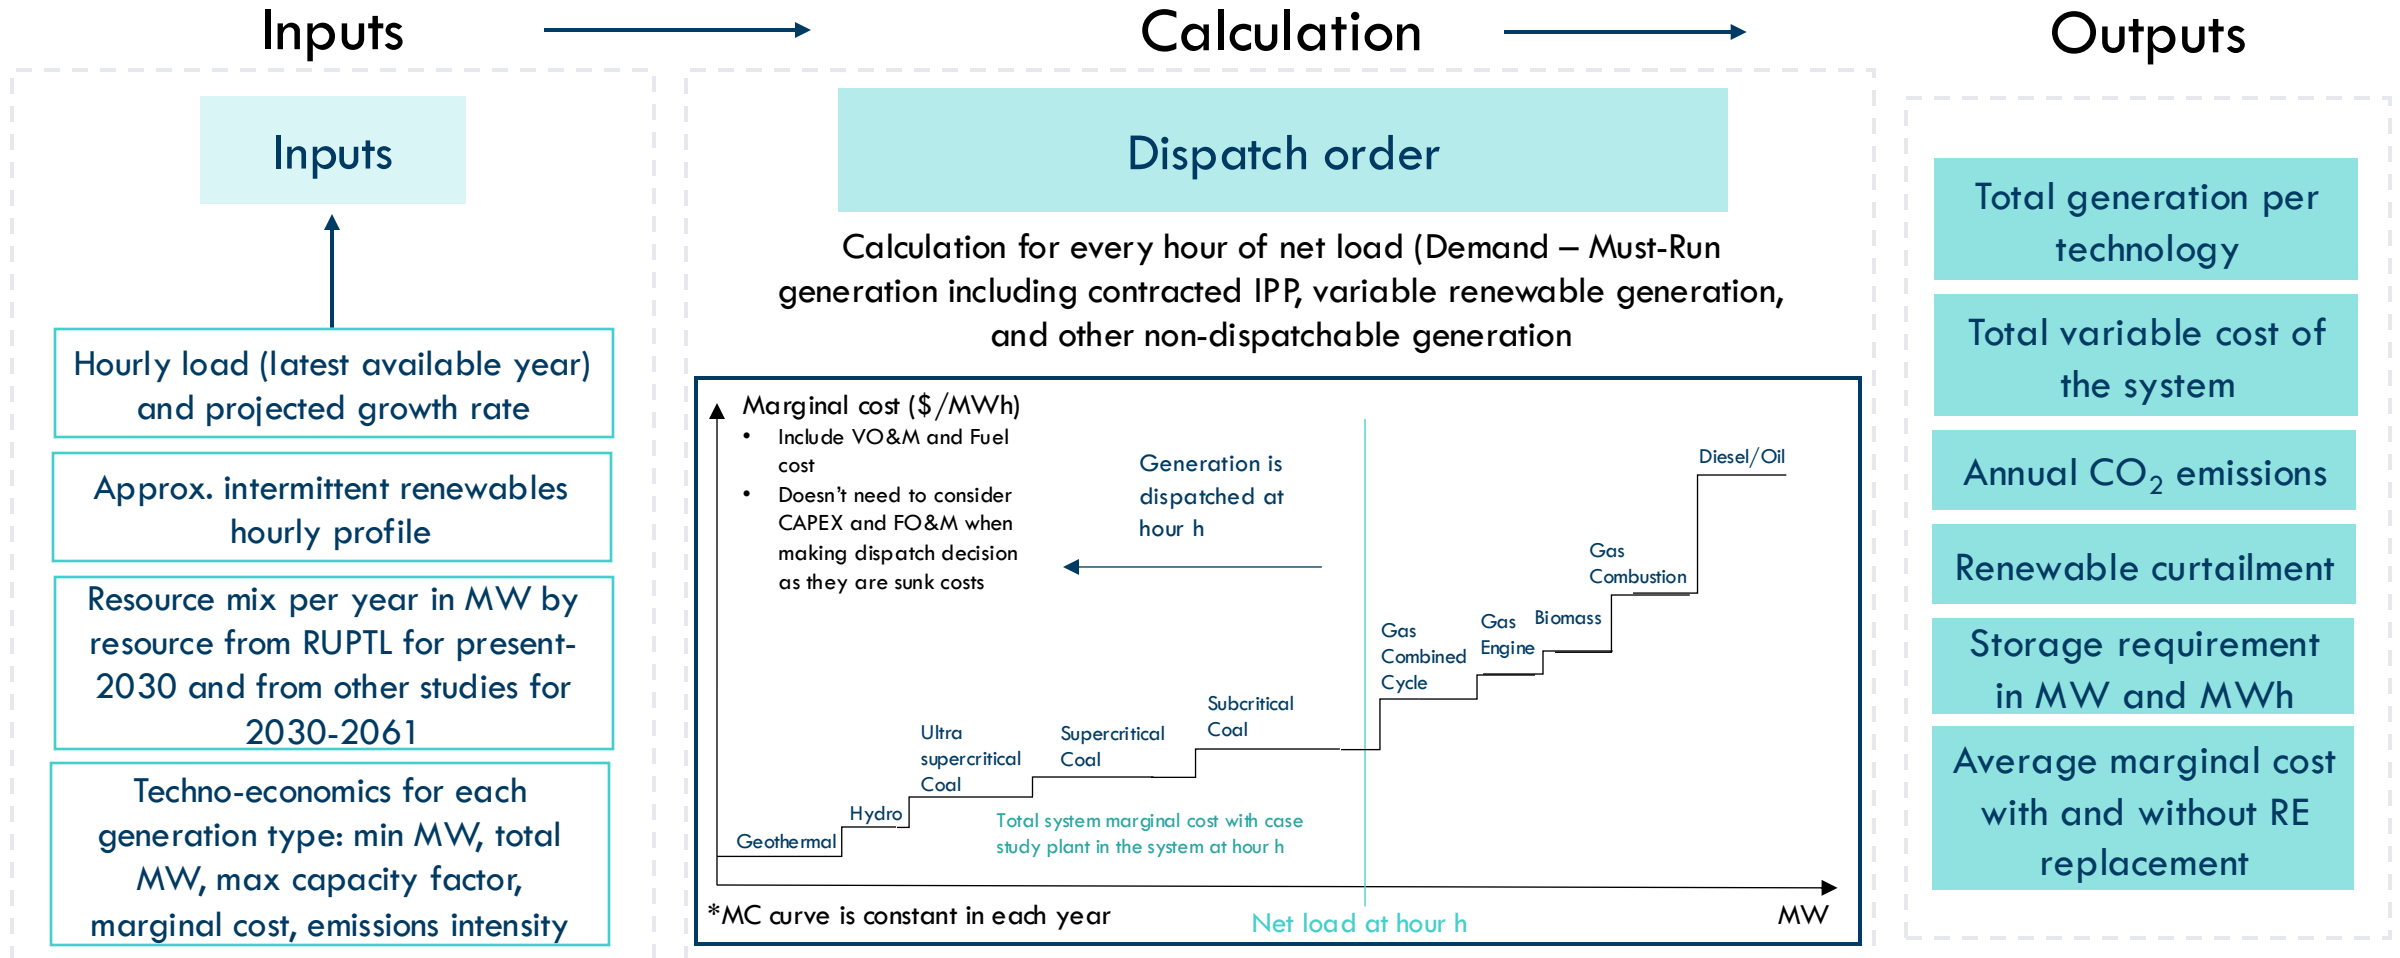 Inputs
Calculation
Outputs
Inputs
Hourly load (latest available year)
and projected growth rate
Approx. intermittent renewables
hourly profile
Resource mix per year in MW by
resource from RUPTL for present-
2030 and from other studies for
2030-2061
Techno-economics for each
generation type: min MW, total
MW, max capacity factor,
marginal cost, emissions intensity
Dispatch order
Calculation for every hour of net load (Demand – Must-Run
generation including contracted IPP, variable renewable generation,
and other non-dispatchable generation
Marginal cost ($/MWh)
• Include VO&M and Fuel
cost
• Doesn't need to consider
CAPEX and FO&M when
making dispatch decision
as they are sunk costs
Generation is
dispatched at
hour h
Geothermal
Hydro
Ultra
supercritical
Coal
Supercritical
Coal
Subcritical
Coal
Gas
Combined
Cycle
Gas
Engine
Biomass
Gas
Combustion
Diesel/Oil
Total system marginal cost with case
study plant in the system at hour h
*MC curve is constant in each year
Net load at hour h
MW
Total generation per
technology
Total variable cost of
the system
Annual CO₂ emissions
Renewable curtailment
Storage requirement
in MW and MWh
Average marginal cost
with and without RE
replacement